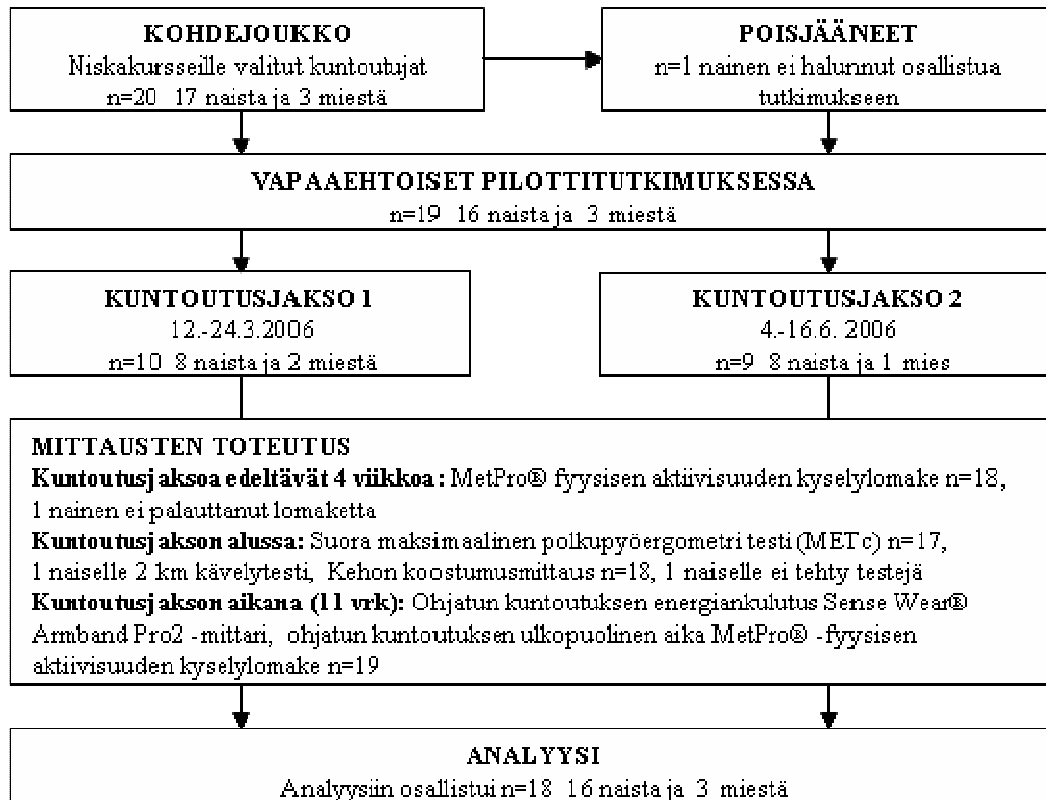 KOHDEJOUKKO
Niskakursseille valitut kuntoutujat
n=20 17 naista ja 3 miestä
POISJÄÄNEET
n=1 nainen ei halunnut osallistua
tutkimukseen
VAPAAEHTOISET PILOTTITUTKIMUKSESSA
n=19 16 naista ja 3 miestä
KUNTOUTUSJAKSO 1
12.-24.3.2006
n=10 8 naista ja 2 miestä
KUNTOUTUSJAKSO 2
4.-16.6. 2006
n=9 8 naista ja 1 mies
MITTAUSTEN TOTEUTUS
Kuntoutusjaksoa edeltävät 4 viikkoa: MetPro® fyysisen aktiivisuuden kyselylomake n=18,
1 nainen ei palauttanut lomaketta
Kuntoutusjakson alussa: Suora maksimaalinen polkupyöergometri testi (METc) n=17,
1 naiselle 2 km kävelytesti, Kehon koostumusmittaus n=18, 1 naiselle ei tehty testejä
Kuntoutusjakson aikana (11 vrk): Ohjatun kuntoutuksen energiankulutus Sense Wear®
Armband Pro2 -mittari, ohjatun kuntoutuksen ulkopuolinen aika MetPro® -fyysisen
aktiivisuuden kyselylomake n=19
ANALYYSI
Analyysiin osallistui n=18 16 naista ja 3 miestä